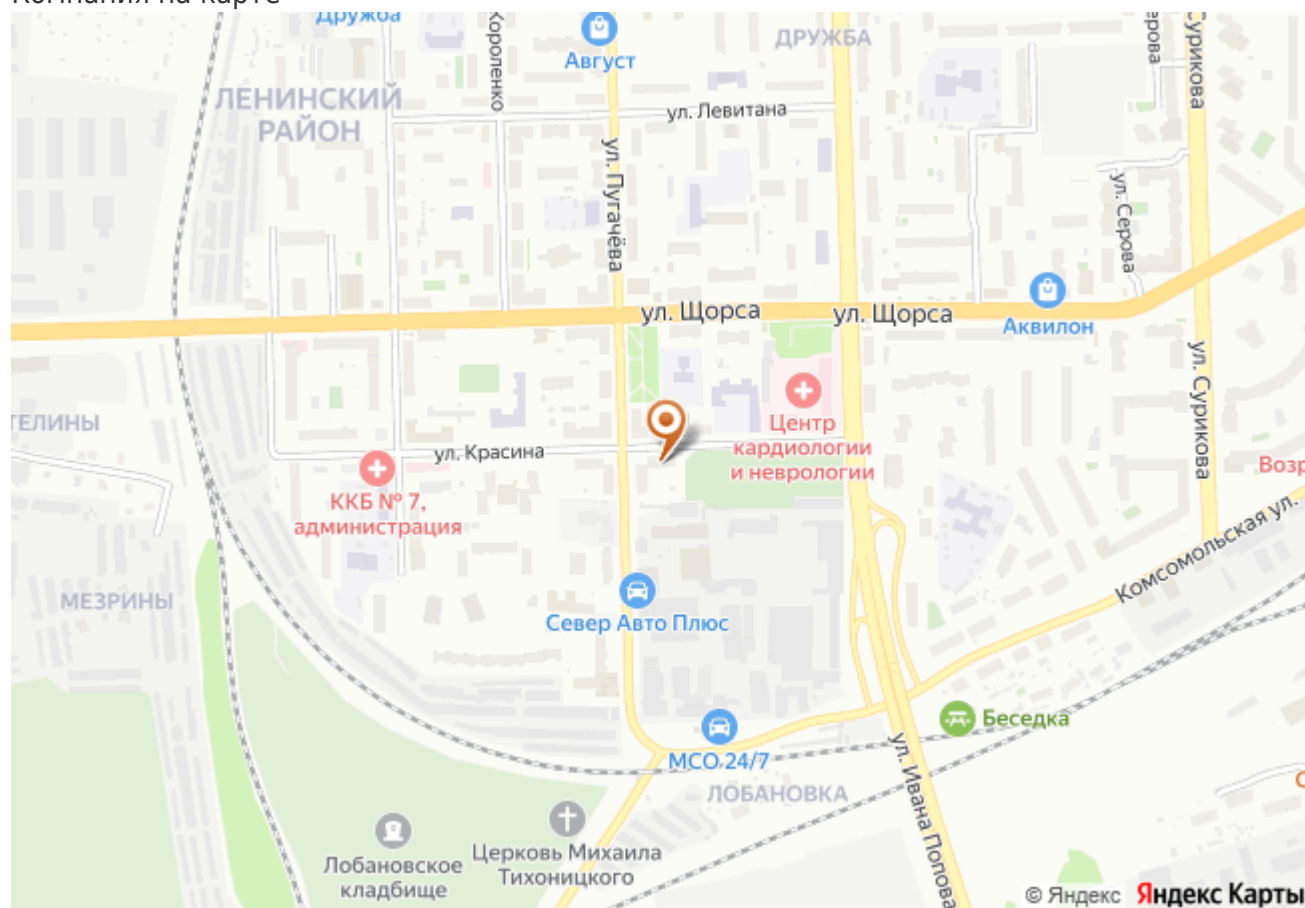 Компания на карте
Дружба
Короленко
Август
ДРУЖБА
Сурикова
ЛЕНИНСКИЙ
РАЙОН
ул. Левитана
ул. Пугачёва
ул. Серова
ул. Щорса
ул. Щорса
Аквилон
ул. Сурикова
Центр
кардиологии
и неврологии
ТЕЛИНЫ
ул. Красина
ККБ № 7,
администрация
Комсомольская ул.
МЕЗРИНЫ
Север Авто Плюс
Беседка
МСО 24/7
ЛОБАНОВКА
ул. Ивана Попова
Лобановское
кладбище
Церковь Михаила
Тихоницкого
© Яндекс Яндекс Карты